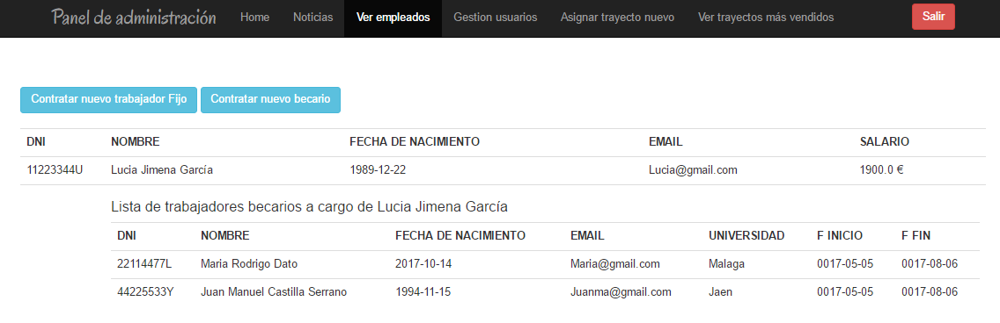 Panel de administración Home Noticias Ver empleados Gestion usuarios Asignar trayecto nuevo Ver trayectos más vendidos Salir
Contratar nuevo trabajador Fijo Contratar nuevo becario
DNI NOMBRE FECHA DE NACIMIENTO EMAIL SALARIO
11223344U Lucia Jimena García 1989-12-22 Lucia@gmail.com 1900.0 €
Lista de trabajadores becarios a cargo de Lucia Jimena García
DNI NOMBRE FECHA DE NACIMIENTO EMAIL UNIVERSIDAD F INICIO F FIN
22114477L Maria Rodrigo Dato 2017-10-14 Maria@gmail.com Malaga 0017-05-05 0017-08-06
44225533Y Juan Manuel Castilla Serrano 1994-11-15 Juanma@gmail.com Jaen 0017-05-05 0017-08-06